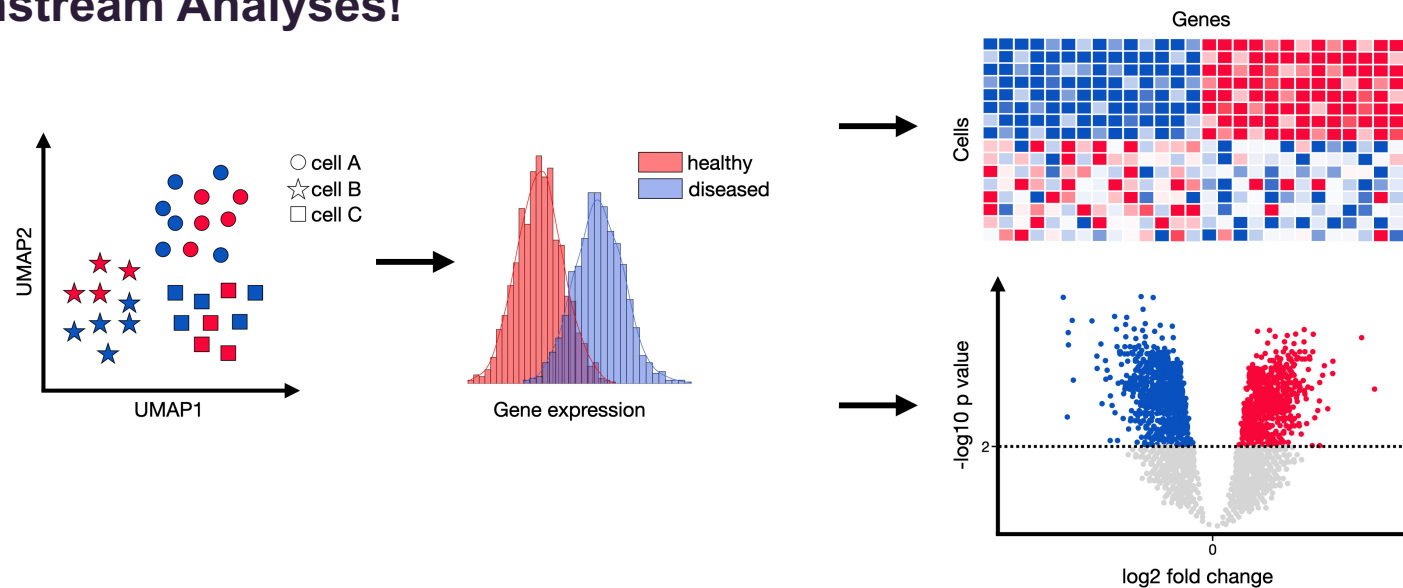 stream Analyses!
UMAP2
UMAP1
cell A
cell B
cell C
Gene expression
healthy
diseased
Genes
Cells
-log10 p value
2
0
log2 fold change